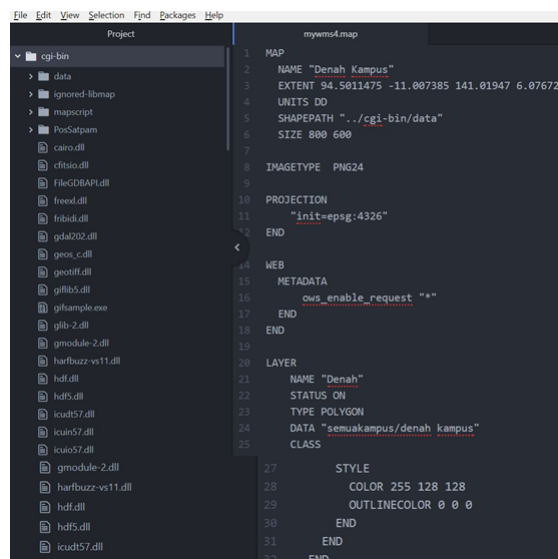 File Edit View Selection Find Packages Help
Project
cgi-bin
data
ignored-libmap
mapscript
PosSatpam
cairo.dll
cfitsio.dll
FileGDBAPI.dll
freexl.dll
fribidi.dll
gdal202.dll
geos_c.dll
geotiff.dll
giflib5.dll
gifsample.exe
glib-2.dll
gmodule-2.dll
harfbuzz-vs11.dll
hdf.dll
hdf5.dll
icudt57.dll
icuin57.dll
icuio57.dll
gmodule-2.dll
harfbuzz-vs11.dll
hdf.dll
hdf5.dll
icudt57.dll
mywms4.map
1 MAP
2 NAME "Denah Kampus"
3 EXTENT 94.5011475 -11.007385 141.01947 6.07672
4 UNITS DD
5 SHAPEPATH "../cgi-bin/data"
6 SIZE 800 600
7
8 IMAGETYPE PNG24
9
10 PROJECTION
11 "init=epsg:4326"
12 END
14 WEB
15 METADATA
16 ows_enable_request "*"
17 END
18 END
19
20 LAYER
21 NAME "Denah"
22 STATUS ON
23 TYPE POLYGON
24 DATA "semuakampus/denah kampus"
25 CLASS
27 STYLE
28 COLOR 255 128 128
29 OUTLINECOLOR 0 0 0
30 END
31 END
32 END